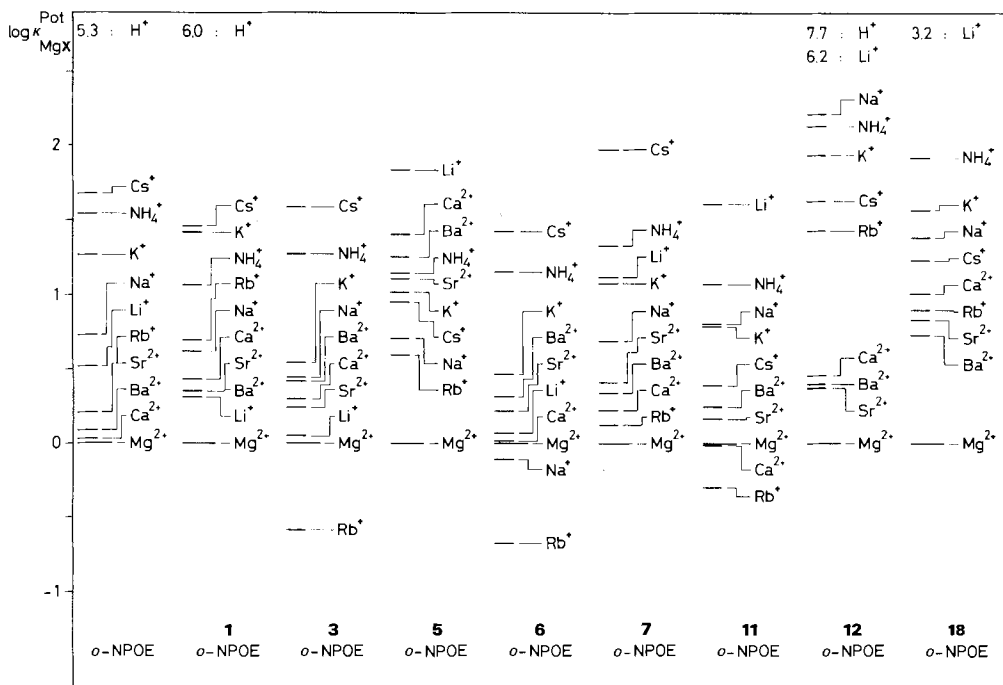 log κ Pot MgX
5.3 : H⁺
6.0 : H⁺
7.7 : H⁺
6.2 : Li⁺
3.2 : Li⁺
2
1
0
-1
Cs⁺
NH₄⁺
K⁺
Na⁺
Li⁺
Rb⁺
Sr²⁺
Ba²⁺
Ca²⁺
Mg²⁺
o-NPOE
Cs⁺
K⁺
NH₄⁺
Rb⁺
Na⁺
Ca²⁺
Sr²⁺
Ba²⁺
Li⁺
Mg²⁺
1
o-NPOE
Cs⁺
NH₄⁺
K⁺
Na⁺
Ba²⁺
Ca²⁺
Sr²⁺
Li⁺
Mg²⁺
Rb⁺
3
o-NPOE
Li⁺
Ca²⁺
Ba²⁺
NH₄⁺
Sr²⁺
K⁺
Cs⁺
Na⁺
Rb⁺
Mg²⁺
5
o-NPOE
Cs⁺
NH₄⁺
K⁺
Ba²⁺
Sr²⁺
Li⁺
Ca²⁺
Mg²⁺
Na⁺
Rb⁺
6
o-NPOE
Cs⁺
NH₄⁺
Li⁺
K⁺
Na⁺
Sr²⁺
Ba²⁺
Ca²⁺
Rb⁺
Mg²⁺
7
o-NPOE
Li⁺
NH₄⁺
Na⁺
K⁺
Cs⁺
Ba²⁺
Sr²⁺
Mg²⁺
Ca²⁺
Rb⁺
11
o-NPOE
Na⁺
NH₄⁺
K⁺
Cs⁺
Rb⁺
Ca²⁺
Ba²⁺
Sr²⁺
Mg²⁺
12
o-NPOE
NH₄⁺
K⁺
Na⁺
Cs⁺
Ca²⁺
Rb⁺
Sr²⁺
Ba²⁺
Mg²⁺
18
o-NPOE